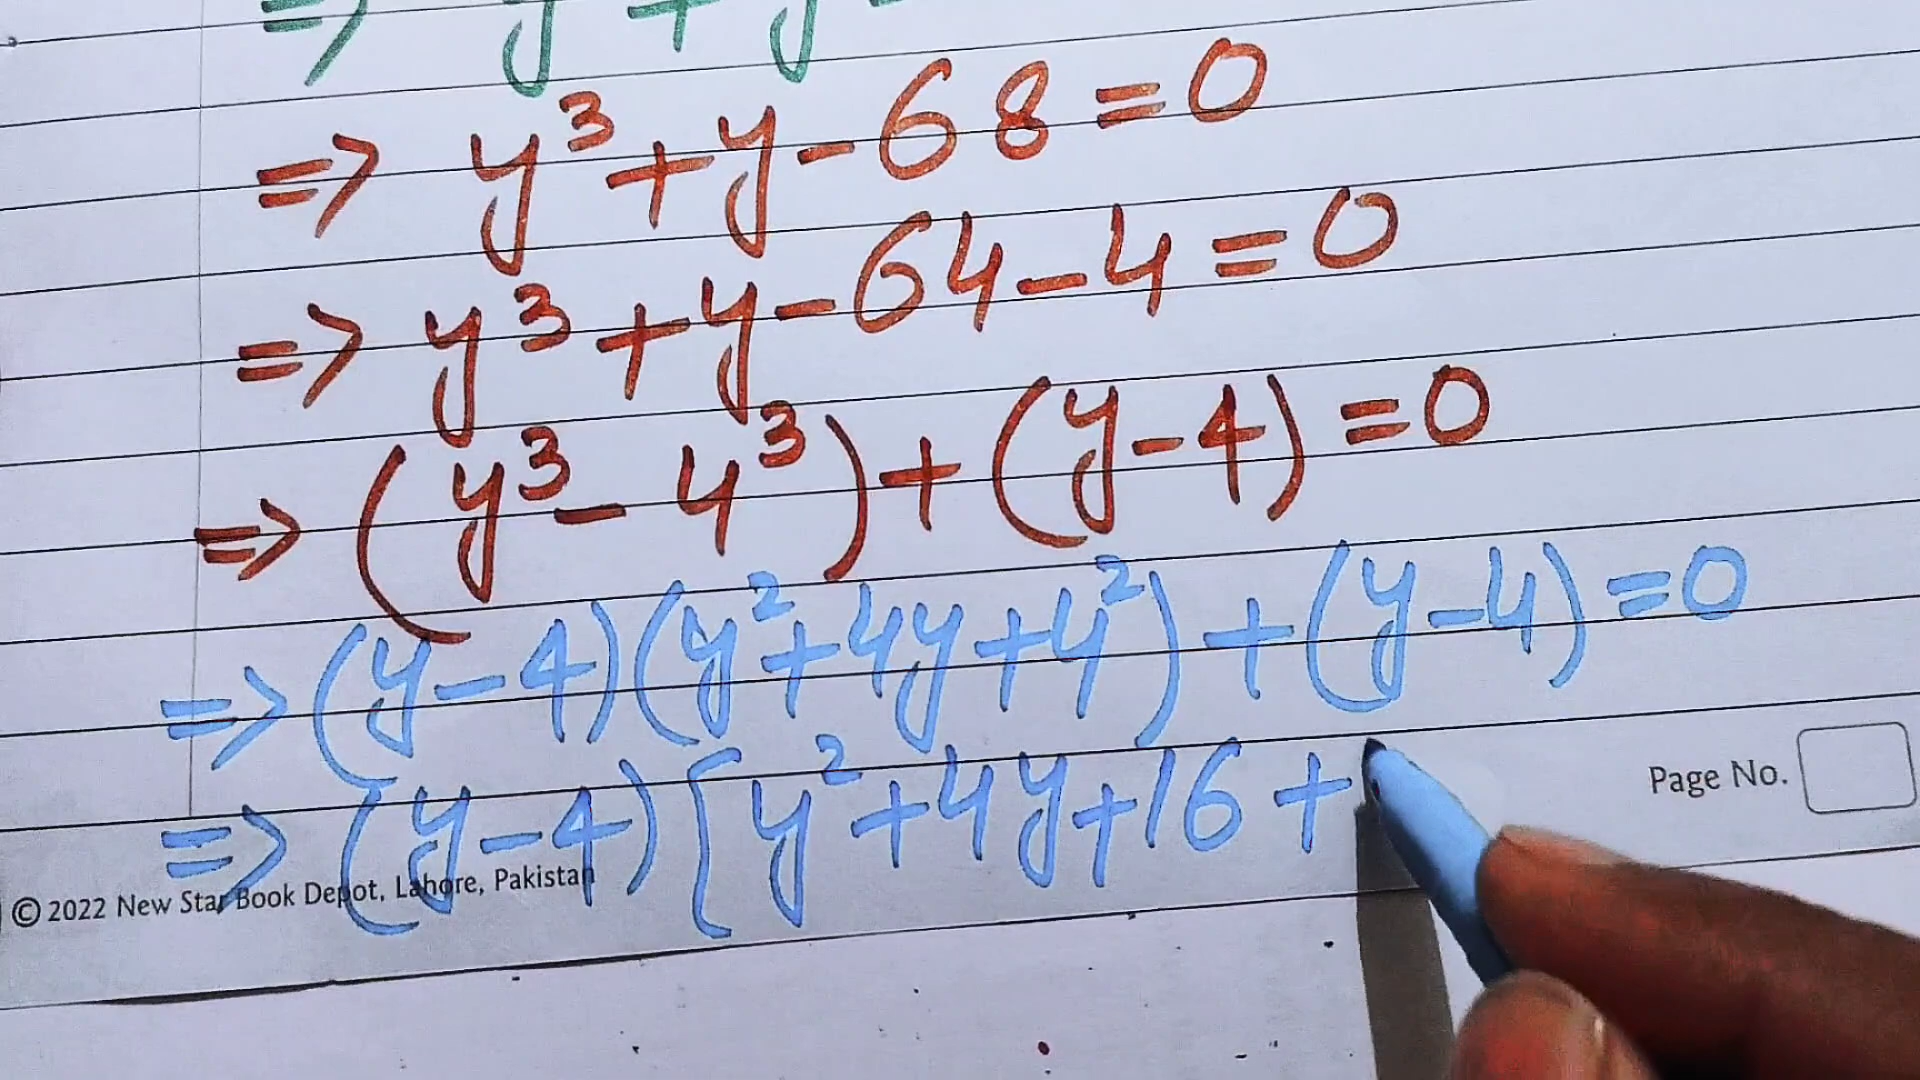 => y³ + y
=> y³ + y - 68 = 0
=> y³ + y - 64 - 4 = 0
=> (y³ - 4³) + (y - 4) = 0
=> (y - 4)(y² + 4y + 4²) + (y - 4) = 0
=> (y - 4)[y² + 4y + 16 +
Page No.
© 2022 New Star Book Depot, Lahore, Pakistan